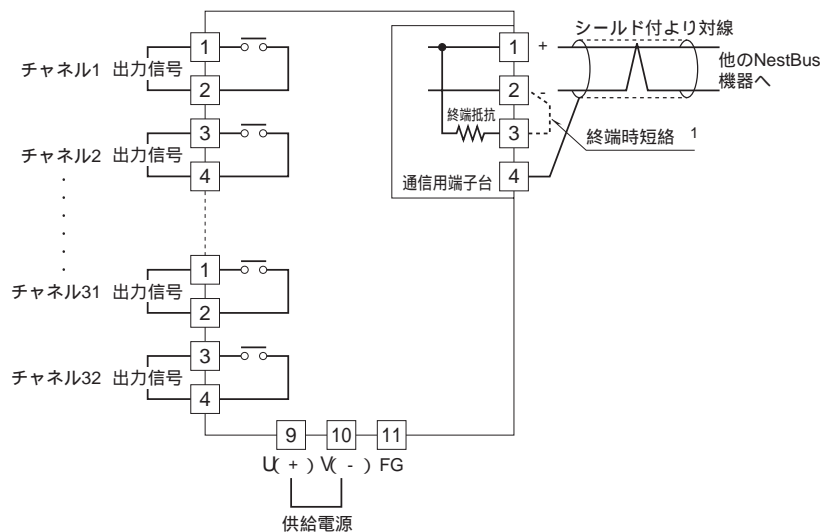 チャネル1 出力信号
1
2
チャネル2 出力信号
3
4
チャネル31 出力信号
1
2
チャネル32 出力信号
3
4
シールド付より対線
1 +
他のNestBus
機器へ
2 -
終端抵抗
3
終端時短絡 1
通信用端子台 4
9 10 11
U( + ) V( - ) FG
供給電源